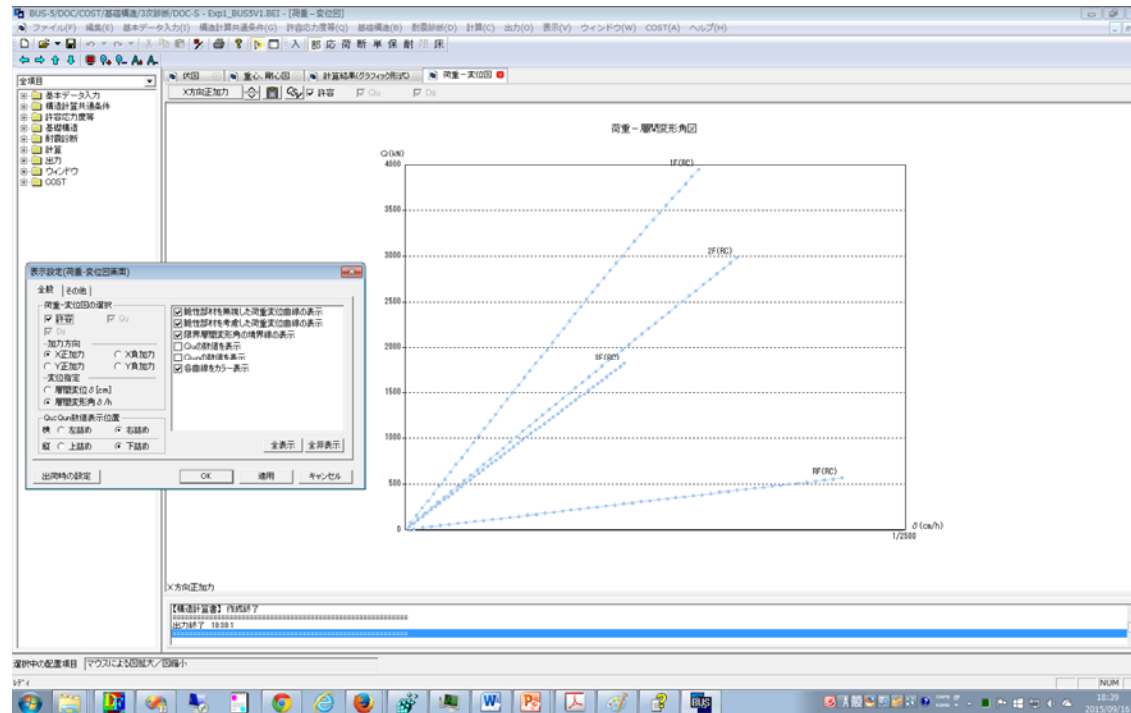 BUS-5/DOC/COST/基礎構造/3次診断/DOC-S - Exp1_BUS5V1.BEI - [荷重－変位図]
ファイル(F) 編集(E) 基本データ入力(I) 構造計算共通条件(G) 許容応力度等(Q) 基礎構造(B) 耐震診断(D) 計算(C) 出力(O) 表示(V) ウィンドウ(W) COST(A) ヘルプ(H)
入 部 応 荷 断 単 保 耐 床
全項目
伏図 重心、剛心図 計算結果(グラフィック形式) 荷重－変位図
X方向正加力 許容 Qu Ds
基本データ入力
構造計算共通条件
許容応力度等
基礎構造
耐震診断
計算
出力
ウィンドウ
COST
荷重－層間変形角図
Q(kN)
4000
3500
3000
2500
2000
1500
1000
500
0
1F(RC)
2F(RC)
3F(RC)
RF(RC)
δ(cm/h)
1/2500
表示設定(荷重-変位図画面)
全般 その他
荷重-変位図の選択
許容 Qu
Ds
-加力方向
X正加力 X負加力
Y正加力 Y負加力
-変位指定
層間変位δ[cm]
層間変形角δ/h
Qu:Qun数値表示位置
横 左詰め 右詰め
縦 上詰め 下詰め
脆性部材を無視した荷重変位曲線の表示
脆性部材を考慮した荷重変位曲線の表示
限界層間変形角の境界線の表示
Quの数値を表示
Qunの数値を表示
各曲線をカラー表示
全表示 全非表示
出荷時の設定 OK 適用 キャンセル
X方向正加力
【構造計算書】 作成終了
出力終了 18:38:1
選択中の配置項目 マウスによる図拡大／図縮小
レディ
NUM
18:39
2015/09/16